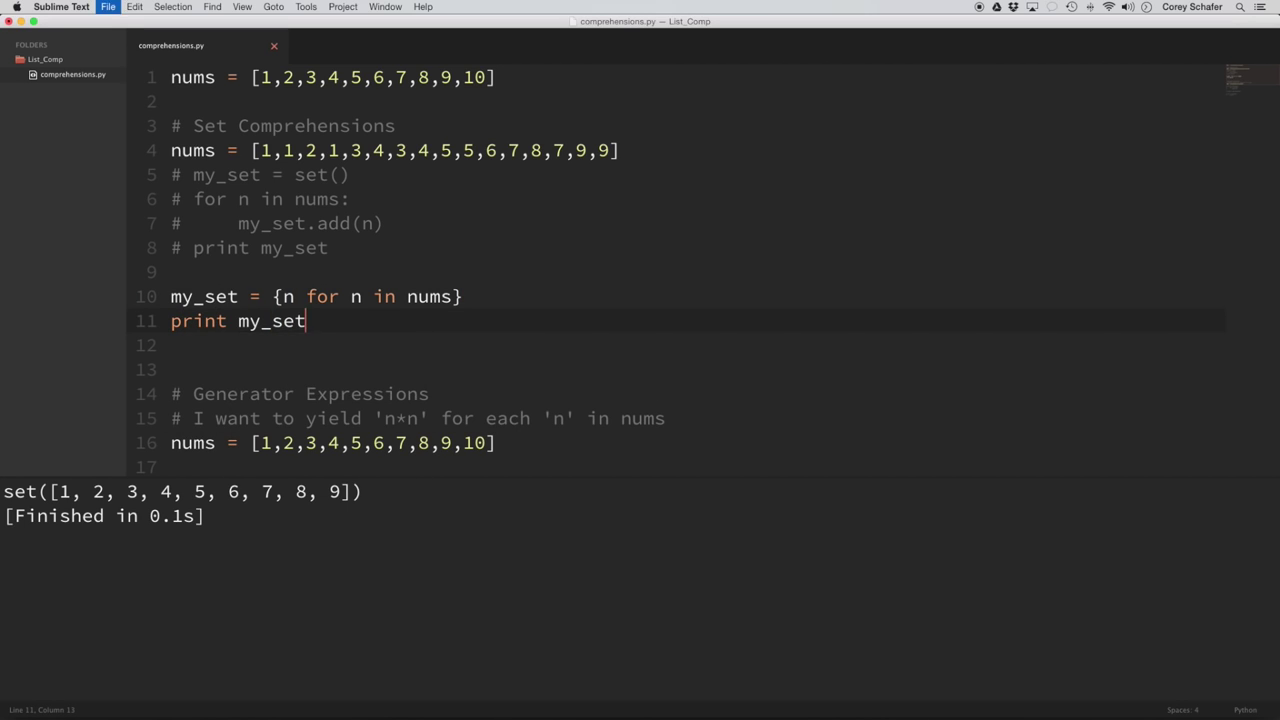 Sublime Text File Edit Selection Find View Goto Tools Project Window Help Corey Schafer
comprehensions.py — List_Comp
FOLDERS
List_Comp
comprehensions.py
comprehensions.py
1 nums = [1,2,3,4,5,6,7,8,9,10]
2
3 # Set Comprehensions
4 nums = [1,1,2,1,3,4,3,4,5,5,6,7,8,7,9,9]
5 # my_set = set()
6 # for n in nums:
7 #     my_set.add(n)
8 # print my_set
9
10 my_set = {n for n in nums}
11 print my_set
12
13
14 # Generator Expressions
15 # I want to yield 'n*n' for each 'n' in nums
16 nums = [1,2,3,4,5,6,7,8,9,10]
17
set([1, 2, 3, 4, 5, 6, 7, 8, 9])
[Finished in 0.1s]
Line 11, Column 13 Spaces: 4 Python